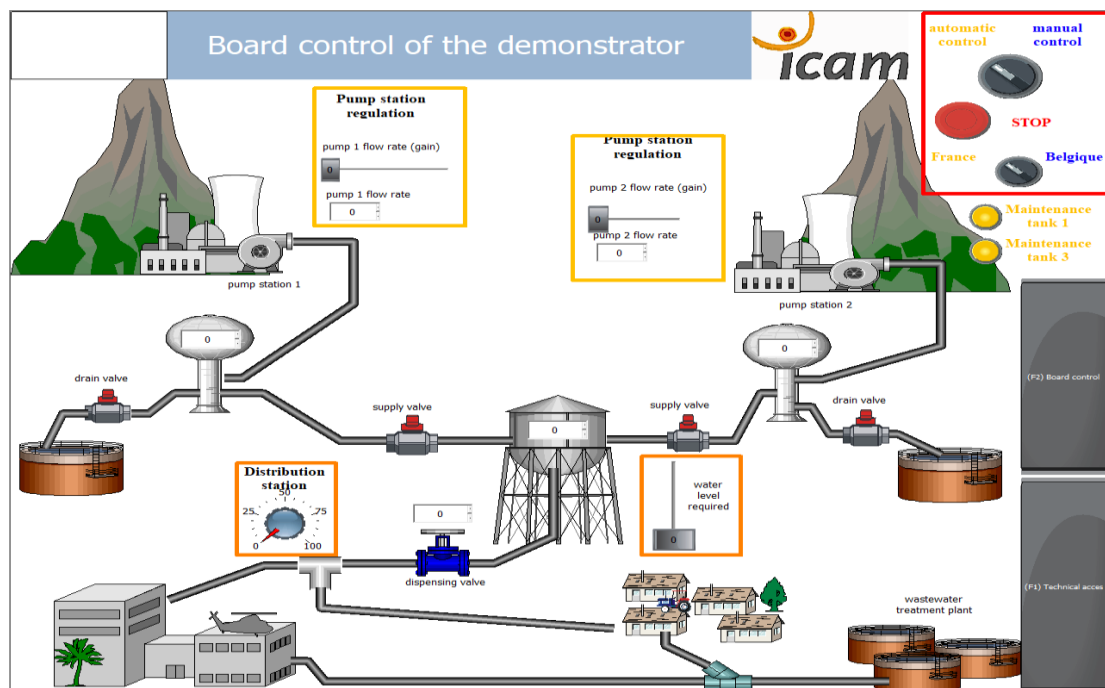 Board control of the demonstrator
icam
automatic
control
manual
control
STOP
France
Belgique
Maintenance
tank 1
Maintenance
tank 3
Pump station
regulation
pump 1 flow rate (gain)
0
pump 1 flow rate
0
Pump station
regulation
pump 2 flow rate (gain)
0
pump 2 flow rate
0
pump station 1
pump station 2
0
0
drain valve
supply valve
0
supply valve
drain valve
(F2) Board control
Distribution
station
0
25
50
75
100
0
dispensing valve
water
level
required
0
(F1) Technical acces
wastewater
treatment plant